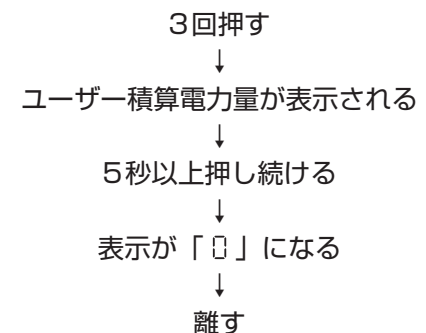 3回押す
↓
ユーザー積算電力量が表示される
↓
5秒以上押し続ける
↓
表示が「0」になる
↓
離す